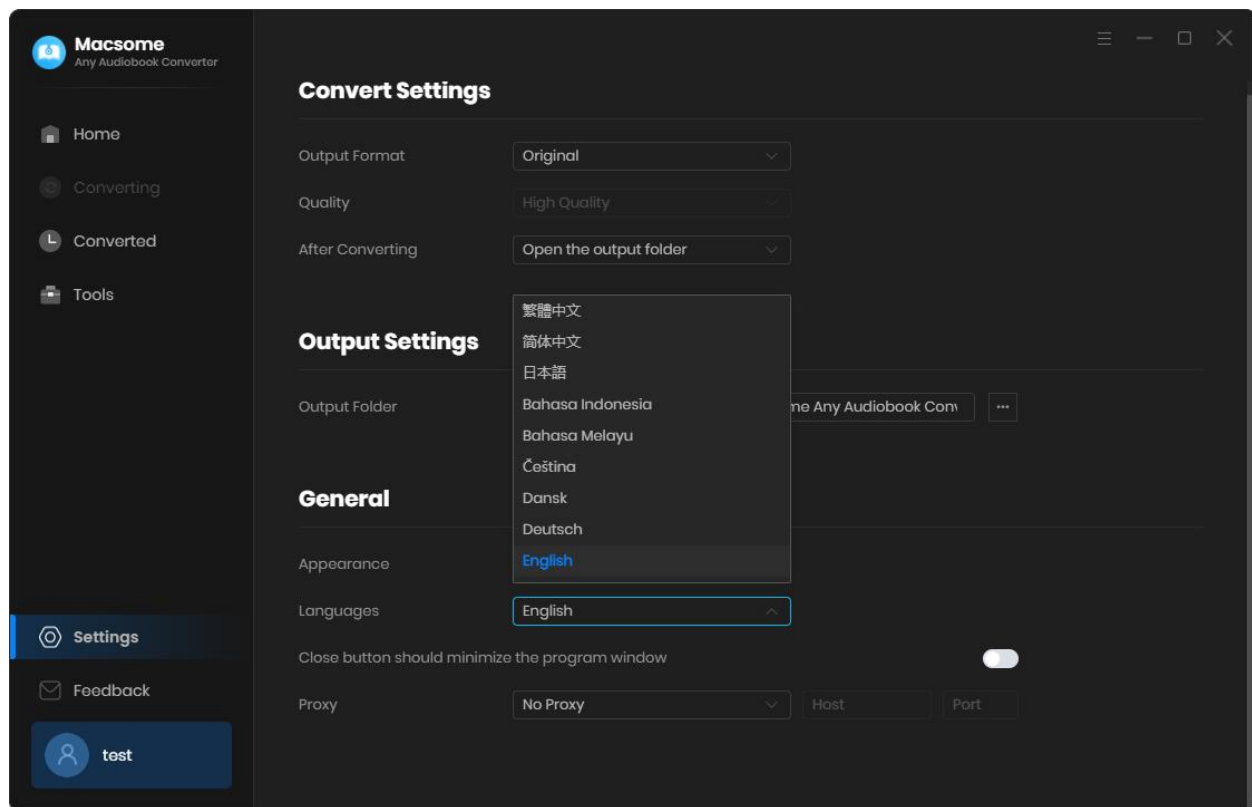 Macsome
Any Audiobook Converter
Home
Converting
Converted
Tools
Settings
Feedback
test
Convert Settings
Output Format Original
Quality High Quality
After Converting Open the output folder
繁體中文
Output Settings
简体中文
日本語
Output Folder
Bahasa Indonesia
me Any Audiobook Conv
Bahasa Melayu
Čeština
General
Dansk
Deutsch
Appearance
English
Languages English
Close button should minimize the program window
Proxy No Proxy Host Port